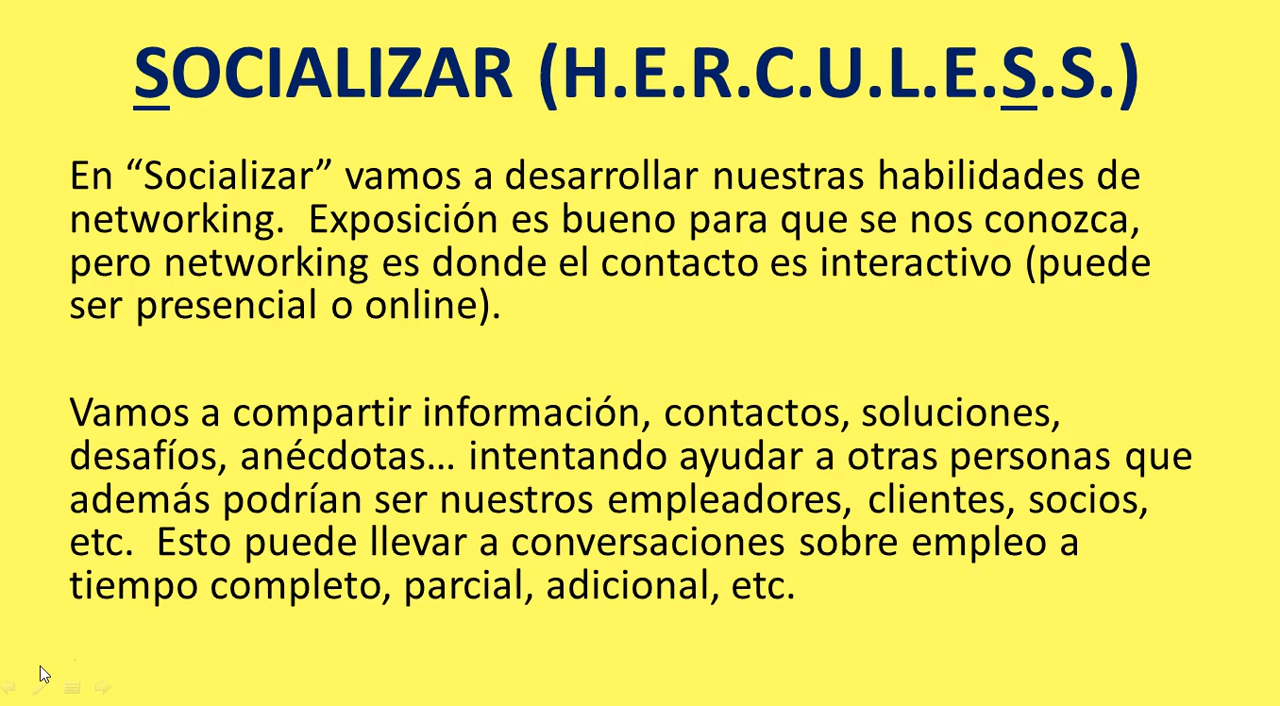 SOCIALIZAR (H.E.R.C.U.L.E.S.S.)
En “Socializar” vamos a desarrollar nuestras habilidades de
networking.  Exposición es bueno para que se nos conozca,
pero networking es donde el contacto es interactivo (puede
ser presencial o online).
Vamos a compartir información, contactos, soluciones,
desafíos, anécdotas… intentando ayudar a otras personas que
además podrían ser nuestros empleadores, clientes, socios,
etc.  Esto puede llevar a conversaciones sobre empleo a
tiempo completo, parcial, adicional, etc.